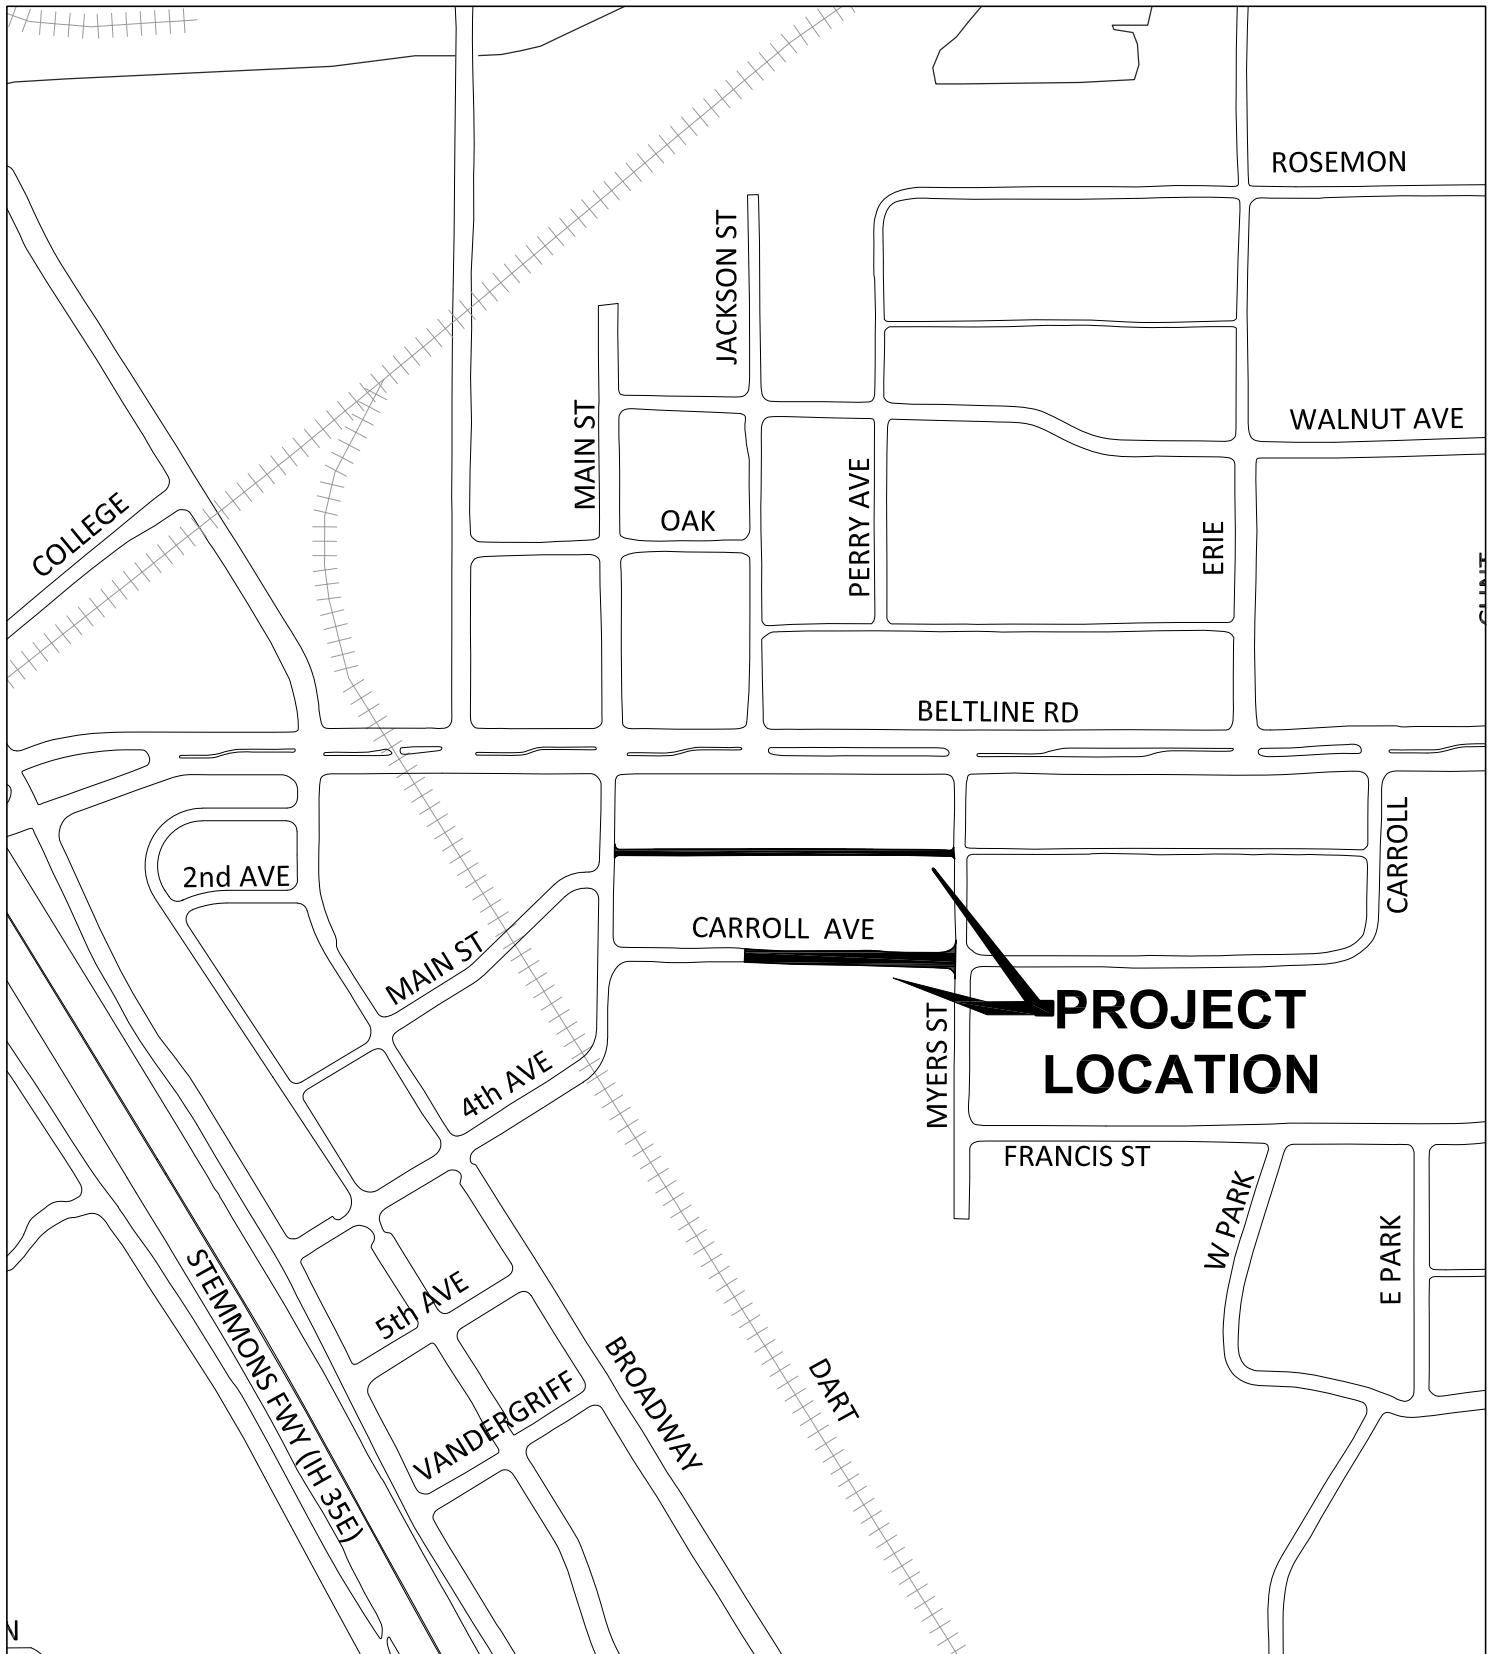 ROSEMON
JACKSON ST
MAIN ST
WALNUT AVE
COLLEGE
OAK
PERRY AVE
ERIE
BELTLINE RD
2nd AVE
CARROLL
CARROLL AVE
MAIN ST
PROJECT
LOCATION
MYERS ST
4th AVE
FRANCIS ST
W PARK
E PARK
5th AVE
STEMMONS FWY (IH 35E)
BROADWAY
DART
VANDERGRIFF